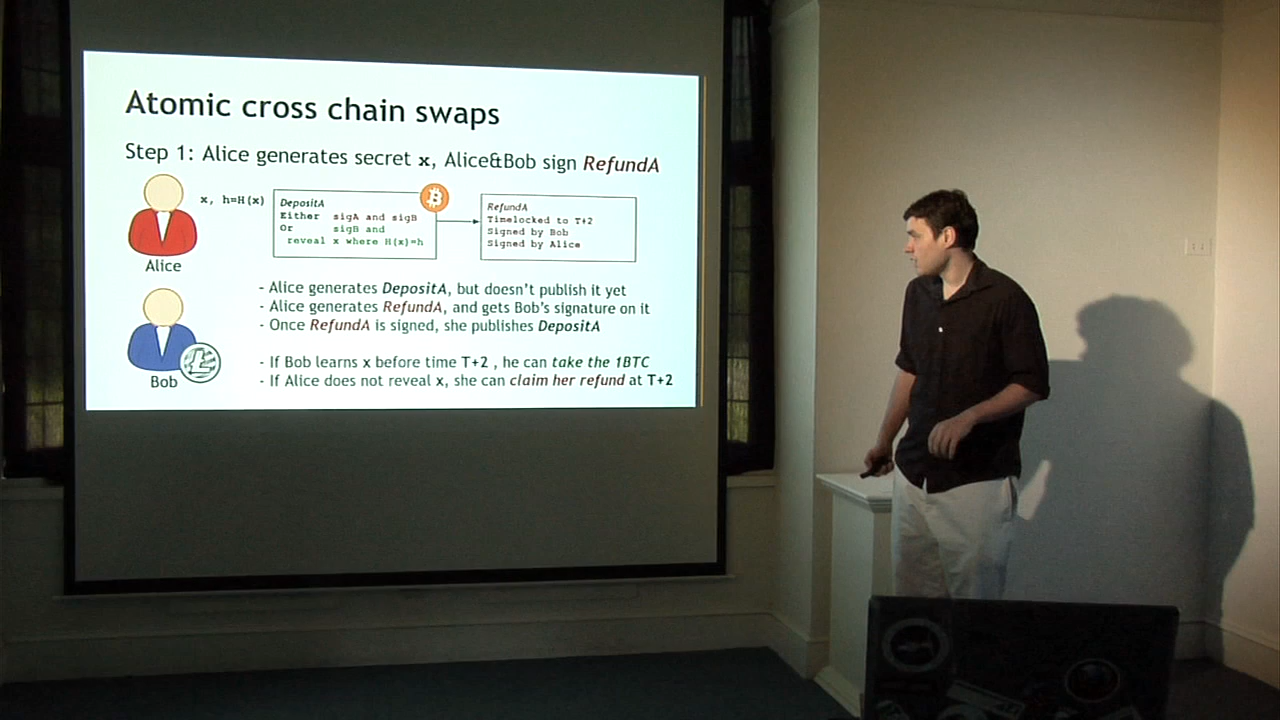 Atomic cross chain swaps
Step 1: Alice generates secret x, Alice&Bob sign RefundA
x, h=H(x)
DepositA
Either sigA and sigB
Or sigB and
reveal x where H(x)=h
RefundA
Timelocked to T+2
Signed by Bob
Signed by Alice
Alice
- Alice generates DepositA, but doesn't publish it yet
- Alice generates RefundA, and gets Bob's signature on it
- Once RefundA is signed, she publishes DepositA
Bob
- If Bob learns x before time T+2 , he can take the 1BTC
- If Alice does not reveal x, she can claim her refund at T+2